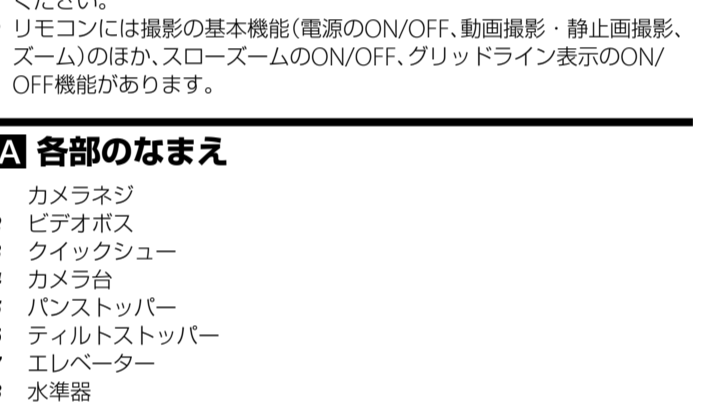 ください。
リモコンには撮影の基本機能（電源のON/OFF、動画撮影・静止画撮影、
ズーム）のほか、スローズームのON/OFF、グリッドライン表示のON/
OFF機能があります。
A 各部のなまえ
カメラネジ
ビデオボス
クイックシュー
カメラ台
パンストッパー
ティルトストッパー
エレベーター
水準器